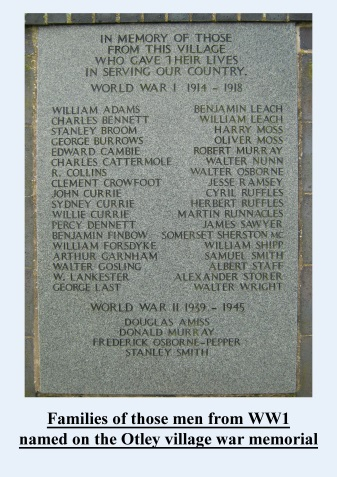 IN MEMORY OF THOSE
FROM THIS VILLAGE
WHO GAVE THEIR LIVES
IN SERVING OUR COUNTRY.
WORLD WAR I 1914 - 1918
WILLIAM ADAMS
CHARLES BENNETT
STANLEY BROOM
GEORGE BURROWS
EDWARD CAMBIE
CHARLES CATTERMOLE
R. COLLINS
CLEMENT CROWFOOT
JOHN CURRIE
SYDNEY CURRIE
WILLIE CURRIE
PERCY DENNETT
BENJAMIN FINBOW
WILLIAM FORSDYKE
ARTHUR GARNHAM
WALTER GOSLING
W. LANKESTER
GEORGE LAST
BENJAMIN LEACH
WILLIAM LEACH
HARRY MOSS
OLIVER MOSS
ROBERT MURRAY
WALTER NUNN
WALTER OSBORNE
JESSE RAMSEY
CYRIL RUFFLES
HERBERT RUFFLES
MARTIN RUNNACLES
JAMES SAWYER
SOMERSET SHERSTON MC
WILLIAM SHIPP
SAMUEL SMITH
ALBERT STAFF
ALEXANDER STORER
WALTER WRIGHT
WORLD WAR II 1939 - 1945
DOUGLAS AMISS
DONALD MURRAY
FREDERICK OSBORNE-PEPPER
STANLEY SMITH
Families of those men from WW1
named on the Otley village war memorial